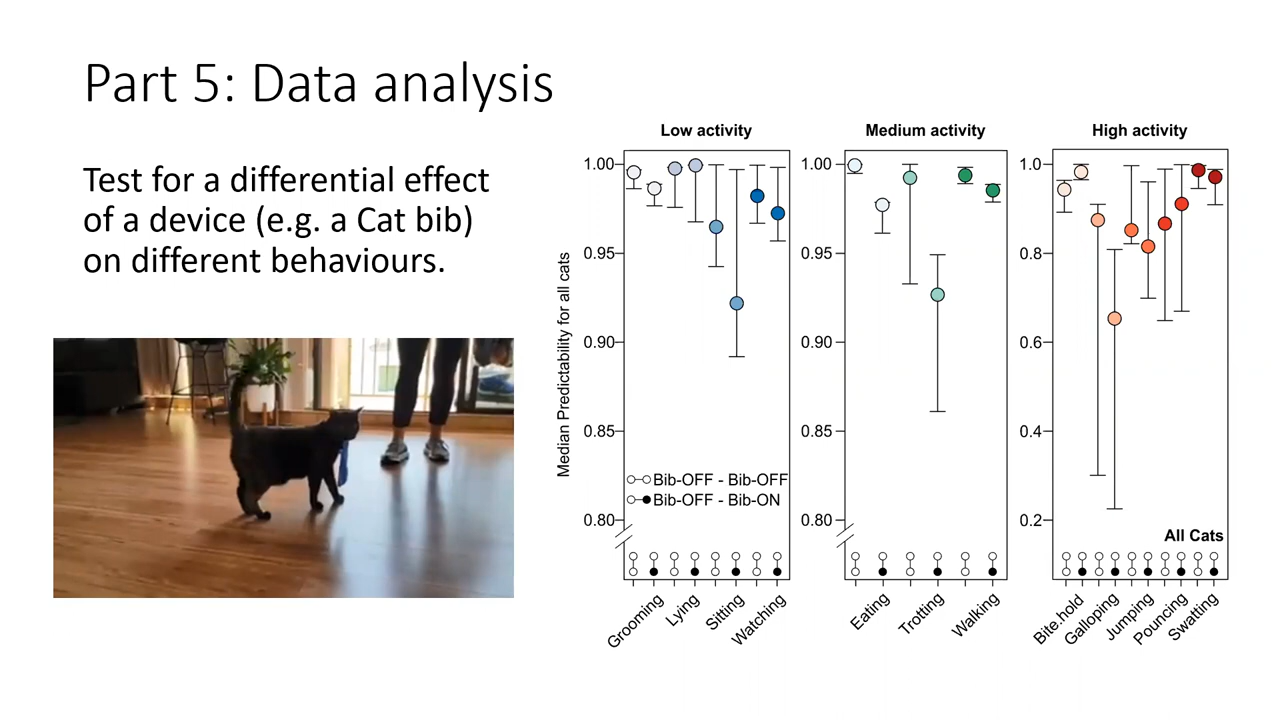 Part 5: Data analysis
Test for a differential effect
of a device (e.g. a Cat bib)
on different behaviours.
Median Predictability for all cats
Low activity
1.00
0.95
0.90
0.85
0.80
Bib-OFF - Bib-OFF
Bib-OFF - Bib-ON
Grooming
Lying
Sitting
Watching
Medium activity
1.00
0.95
0.90
0.85
0.80
Eating
Trotting
Walking
High activity
1.0
0.8
0.6
0.4
0.2
All Cats
Bite.hold
Galloping
Jumping
Pouncing
Swatting